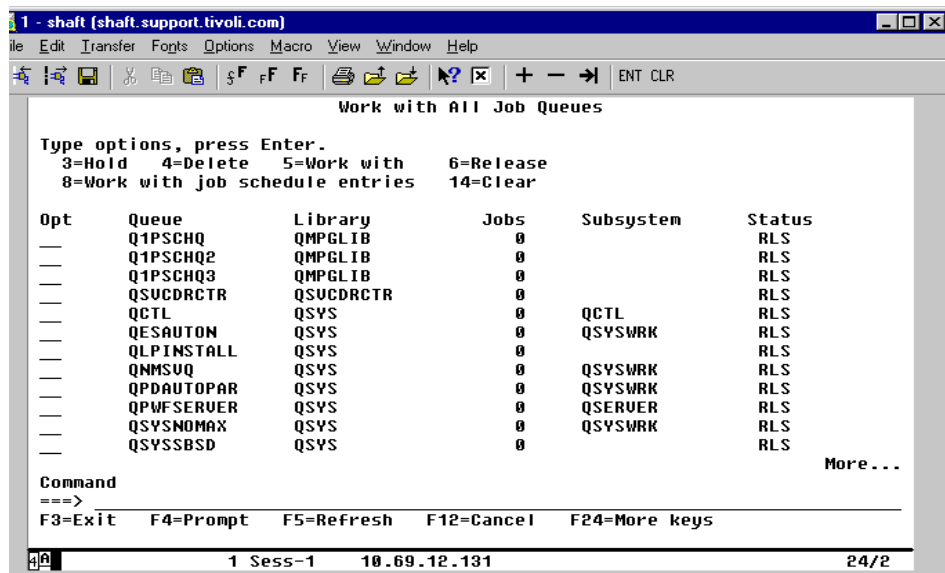 1 - shaft (shaft.support.tivoli.com)
ile Edit Transfer Fonts Options Macro View Window Help
ENT CLR
Work with All Job Queues
Type options, press Enter.
3=Hold 4=Delete 5=Work with 6=Release
8=Work with job schedule entries 14=Clear
Opt Queue Library Jobs Subsystem Status
Q1PSCHQ QMPGLIB 0 RLS
Q1PSCHQ2 QMPGLIB 0 RLS
Q1PSCHQ3 QMPGLIB 0 RLS
QSVCDRCTR QSVCDRCTR 0 RLS
QCTL QSYS 0 QCTL RLS
QESAUTON QSYS 0 QSYSWRK RLS
QLPINSTALL QSYS 0 RLS
QNMSVQ QSYS 0 QSYSWRK RLS
QPDAUTOPAR QSYS 0 QSYSWRK RLS
QPWFSERVER QSYS 0 QSERVER RLS
QSYSNOMAX QSYS 0 QSYSWRK RLS
QSYSSBSD QSYS 0 RLS
More...
Command
===>
F3=Exit F4=Prompt F5=Refresh F12=Cancel F24=More keys
4A 1 Sess-1 10.69.12.131 24/2